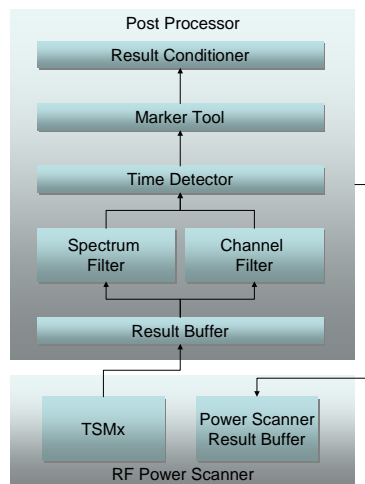 Post Processor
Result Conditioner
Marker Tool
Time Detector
Spectrum
Filter
Channel
Filter
Result Buffer
TSMx
Power Scanner
Result Buffer
RF Power Scanner